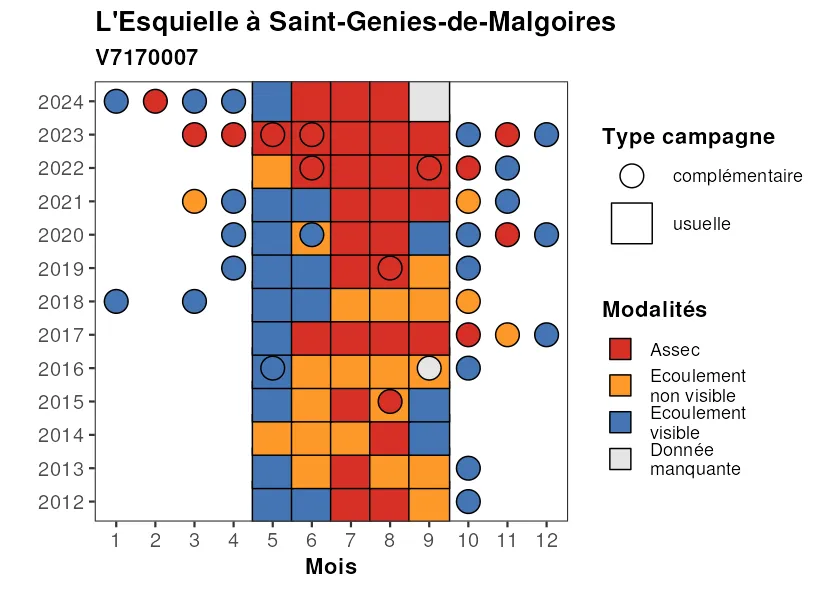 L'Esquielle à Saint-Genies-de-Malgoires
V7170007
2024
2023
2022
2021
2020
2019
2018
2017
2016
2015
2014
2013
2012
1 2 3 4 5 6 7 8 9 10 11 12
Mois
Type campagne
complémentaire
usuelle
Modalités
Assec
Ecoulement
non visible
Ecoulement
visible
Donnée
manquante